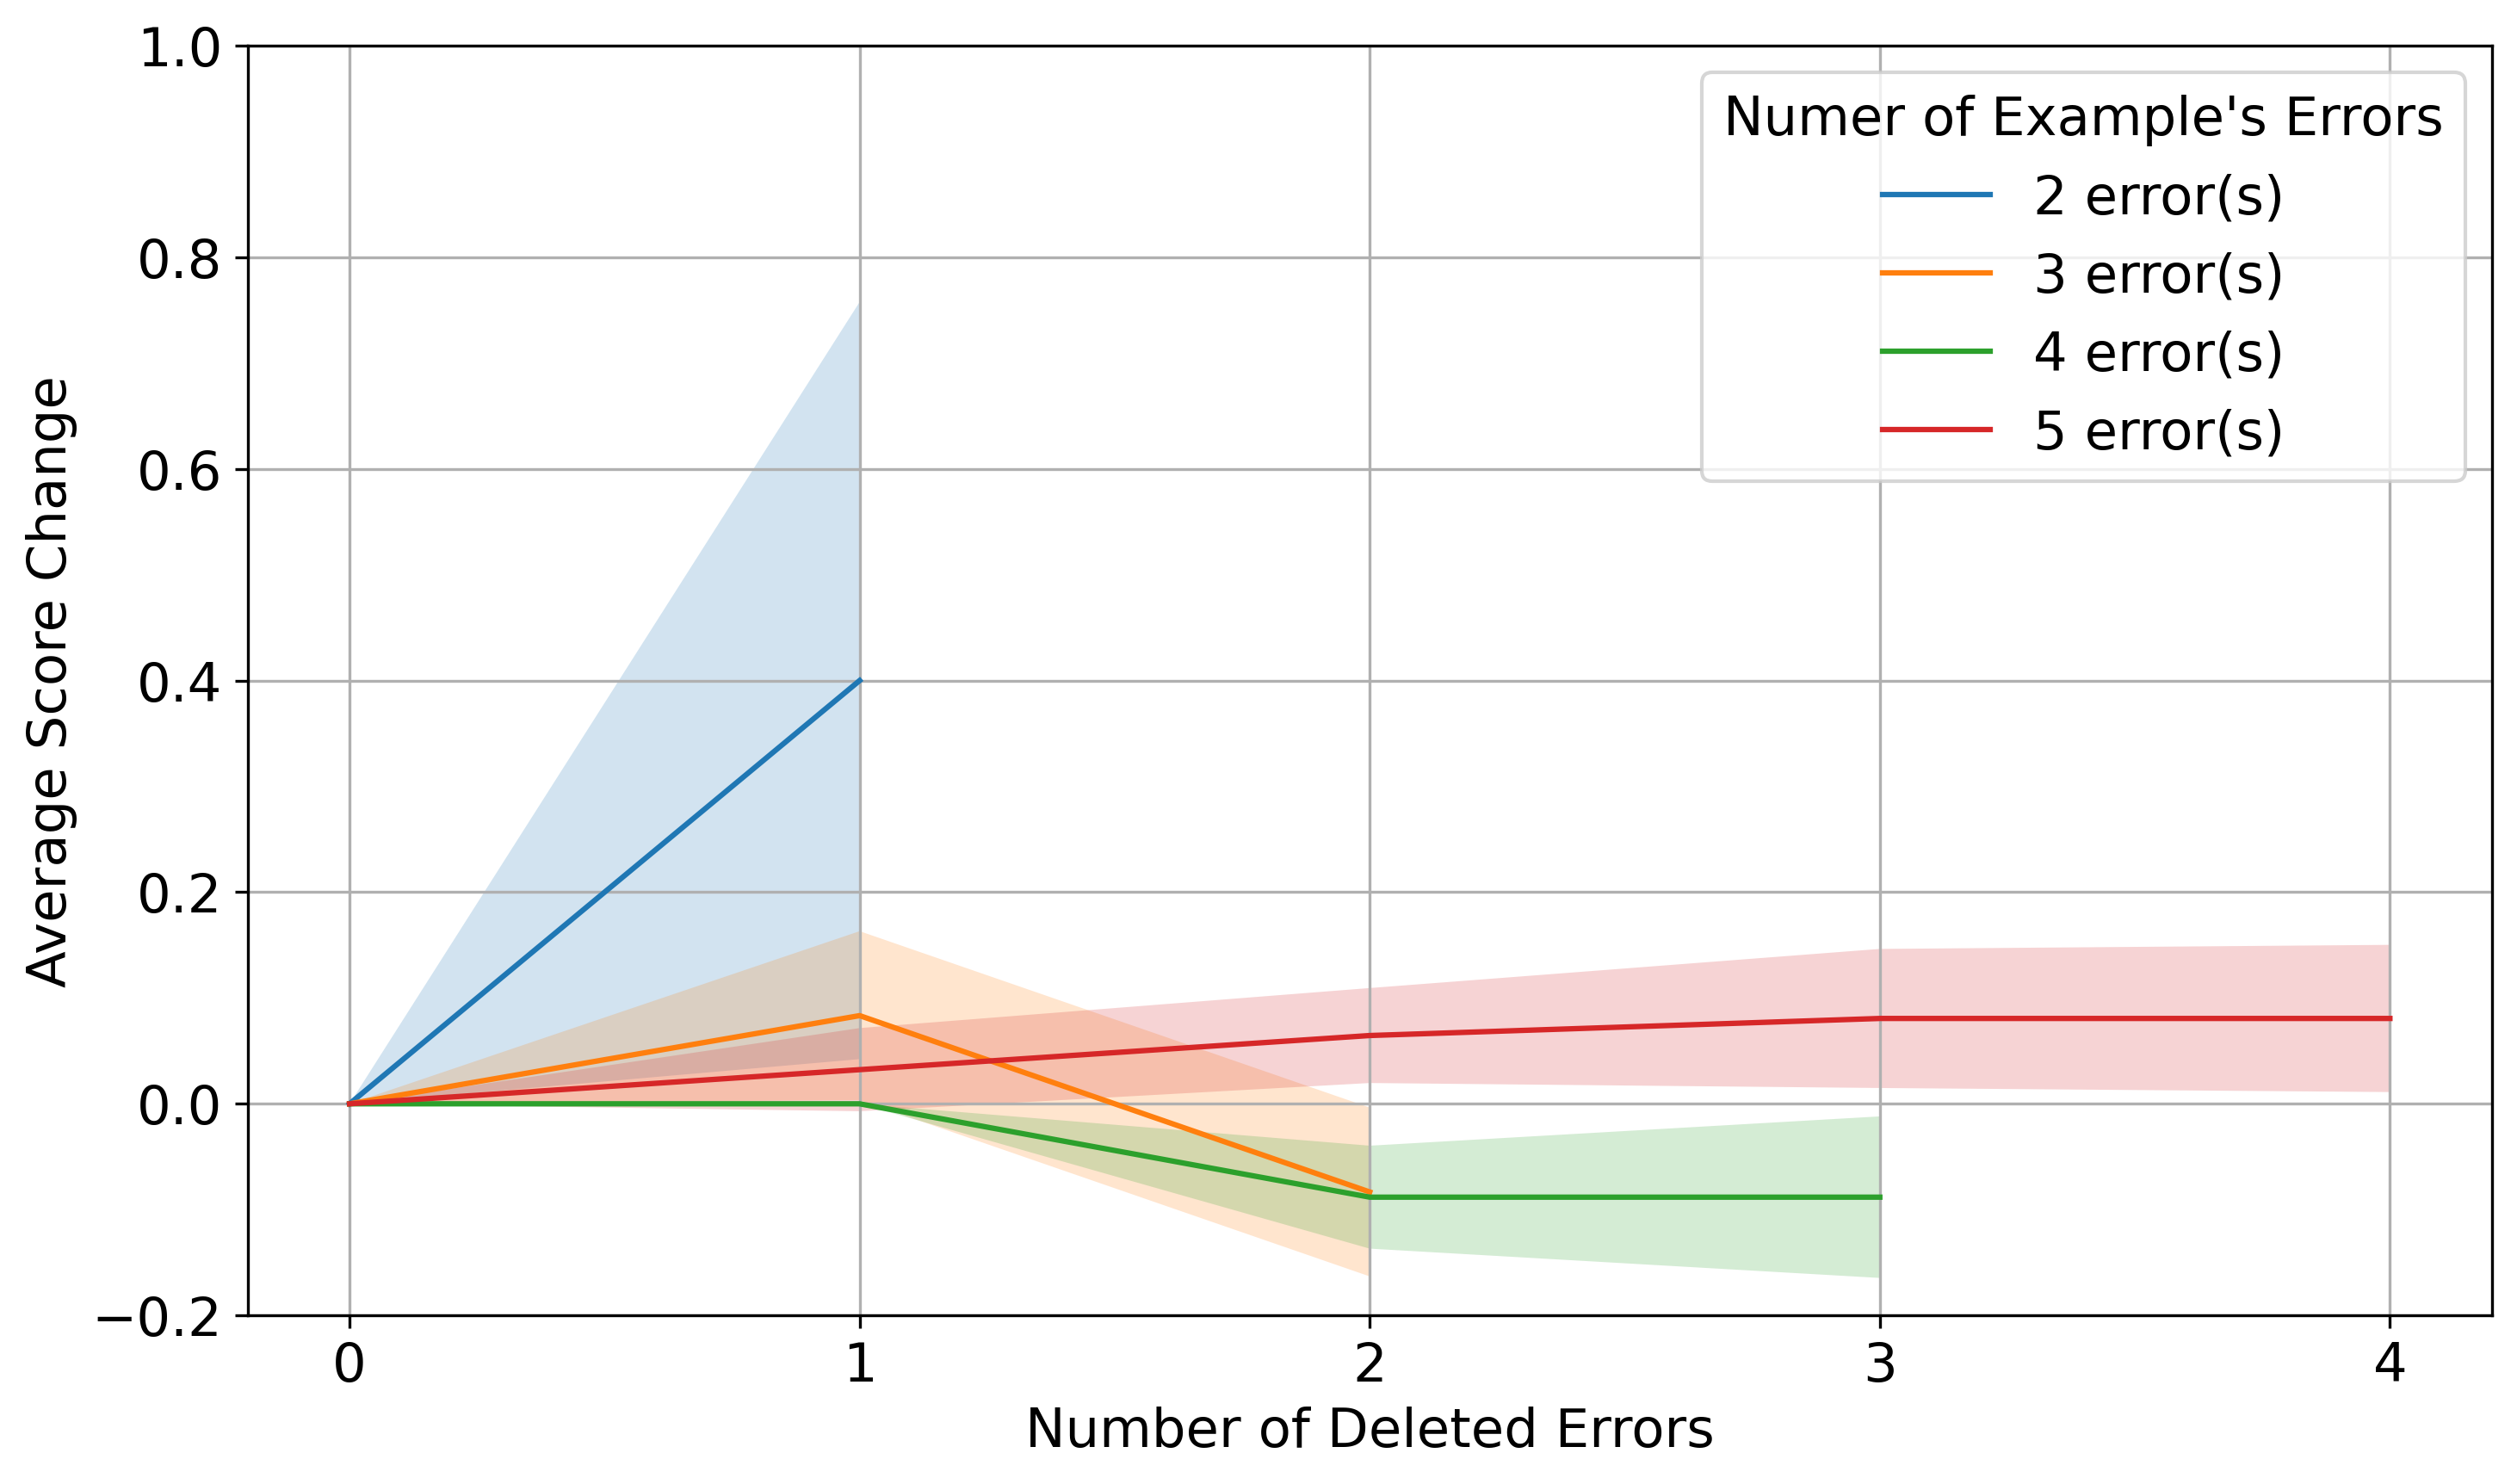 1.0
0.8
0.6
0.4
0.2
0.0
−0.2
Average Score Change
0 1 2 3 4
Number of Deleted Errors
Numer of Example's Errors
2 error(s)
3 error(s)
4 error(s)
5 error(s)